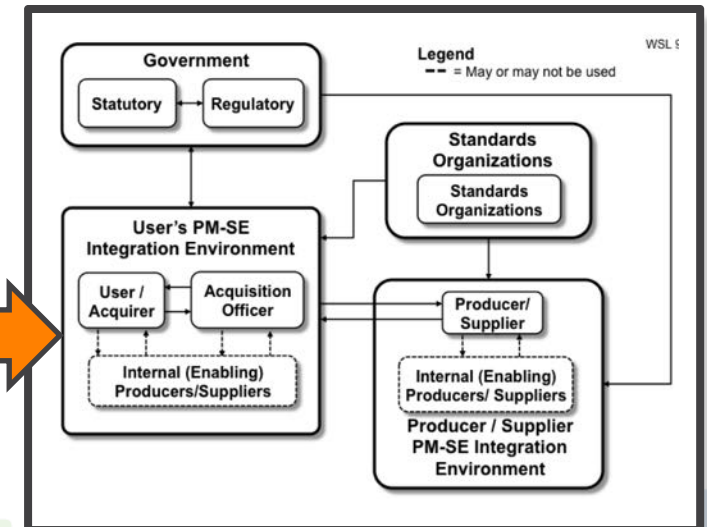 WSL 9
Legend
= May or may not be used
Government
Statutory
Regulatory
Standards
Organizations
Standards
Organizations
User's PM-SE
Integration Environment
User /
Acquirer
Acquisition
Officer
Internal (Enabling)
Producers/Suppliers
Producer/
Supplier
Internal (Enabling)
Producers/ Suppliers
Producer / Supplier
PM-SE Integration
Environment